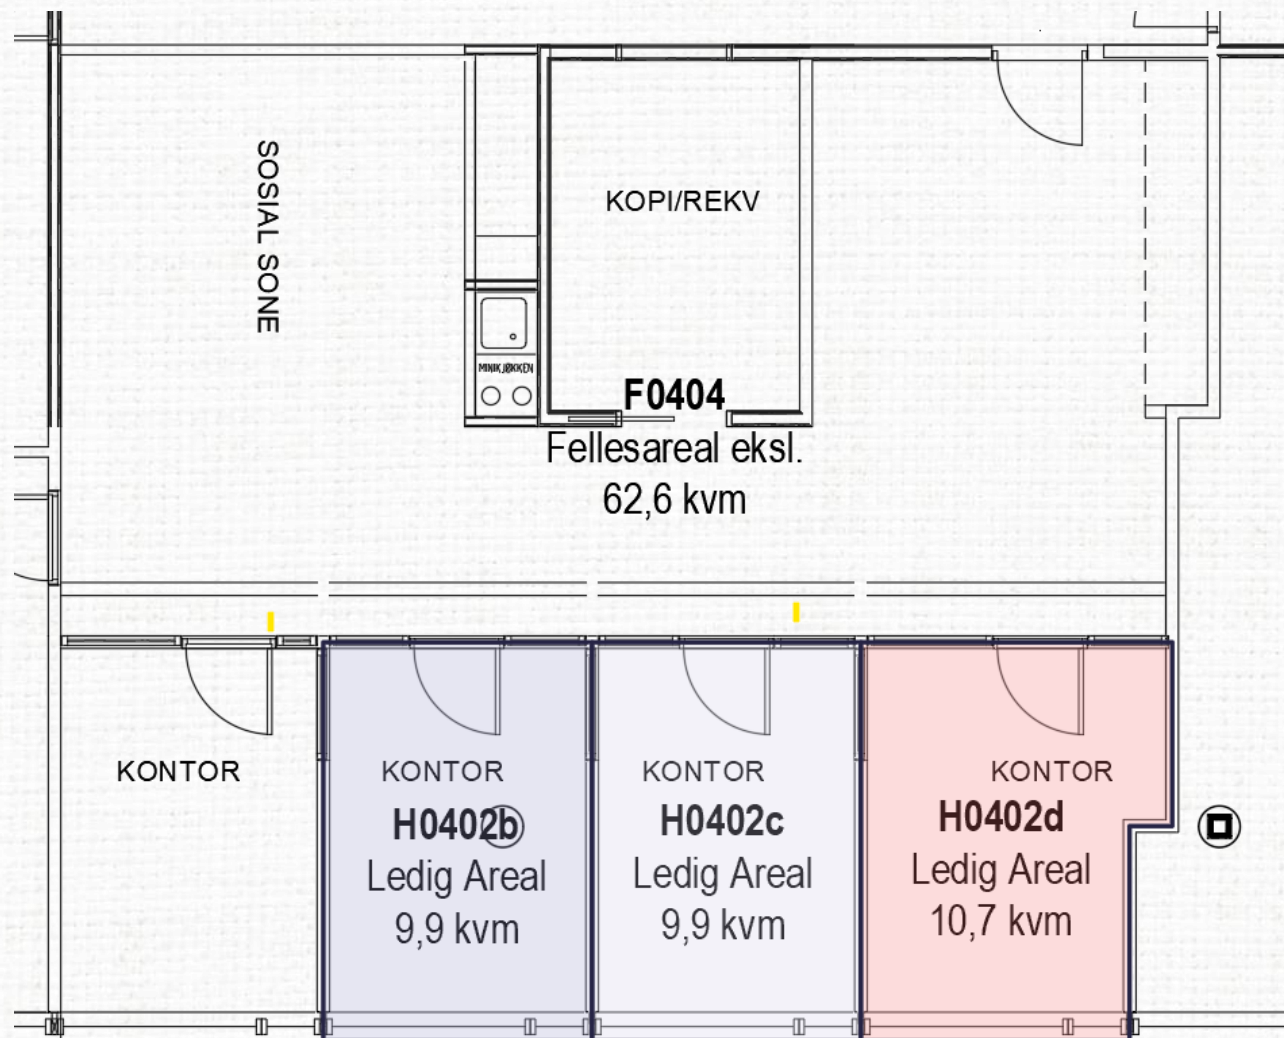 SOSIAL SONE
KOPI/REKV
MINIKJØKKEN
F0404
Fellesareal eksl.
62,6 kvm
KONTOR
KONTOR
H0402b
Ledig Areal
9,9 kvm
KONTOR
H0402c
Ledig Areal
9,9 kvm
KONTOR
H0402d
Ledig Areal
10,7 kvm